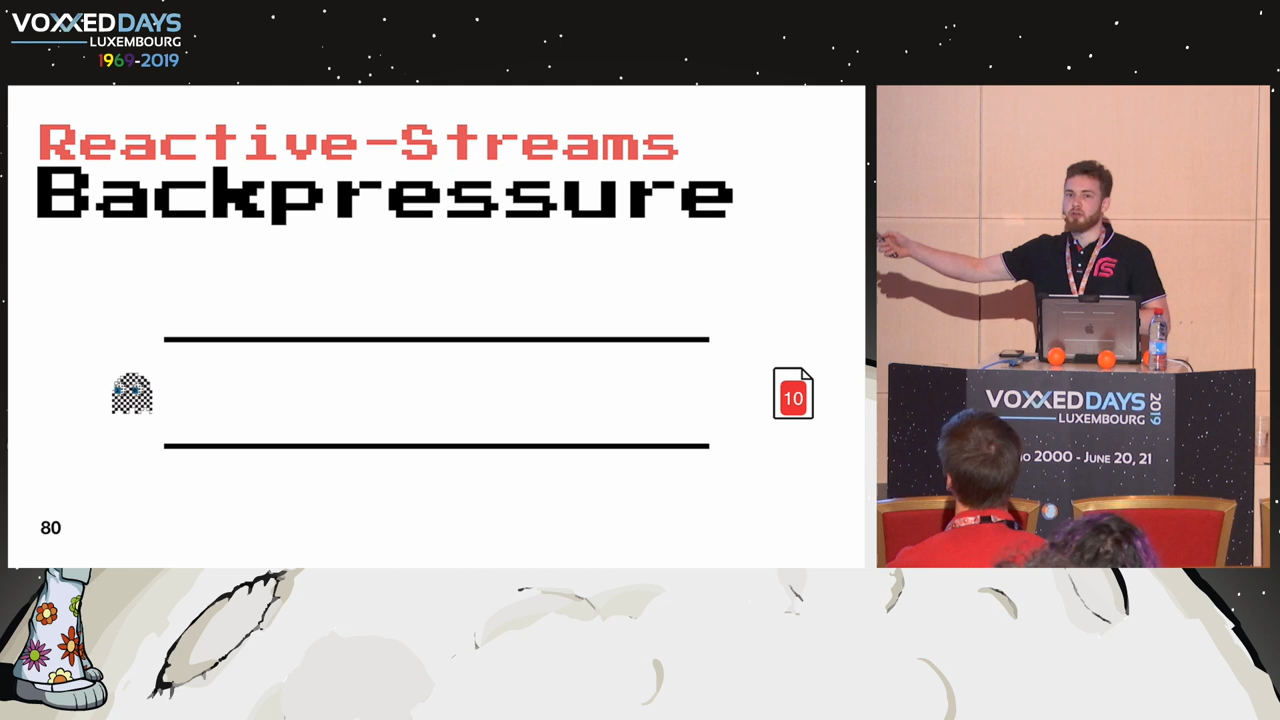 VOXXEDDAYS
LUXEMBOURG
1969-2019
Reactive-Streams
Backpressure
10
80
VOXXEDDAYS
2019
LUXEMBOURG
2000 - JUNE 20, 21